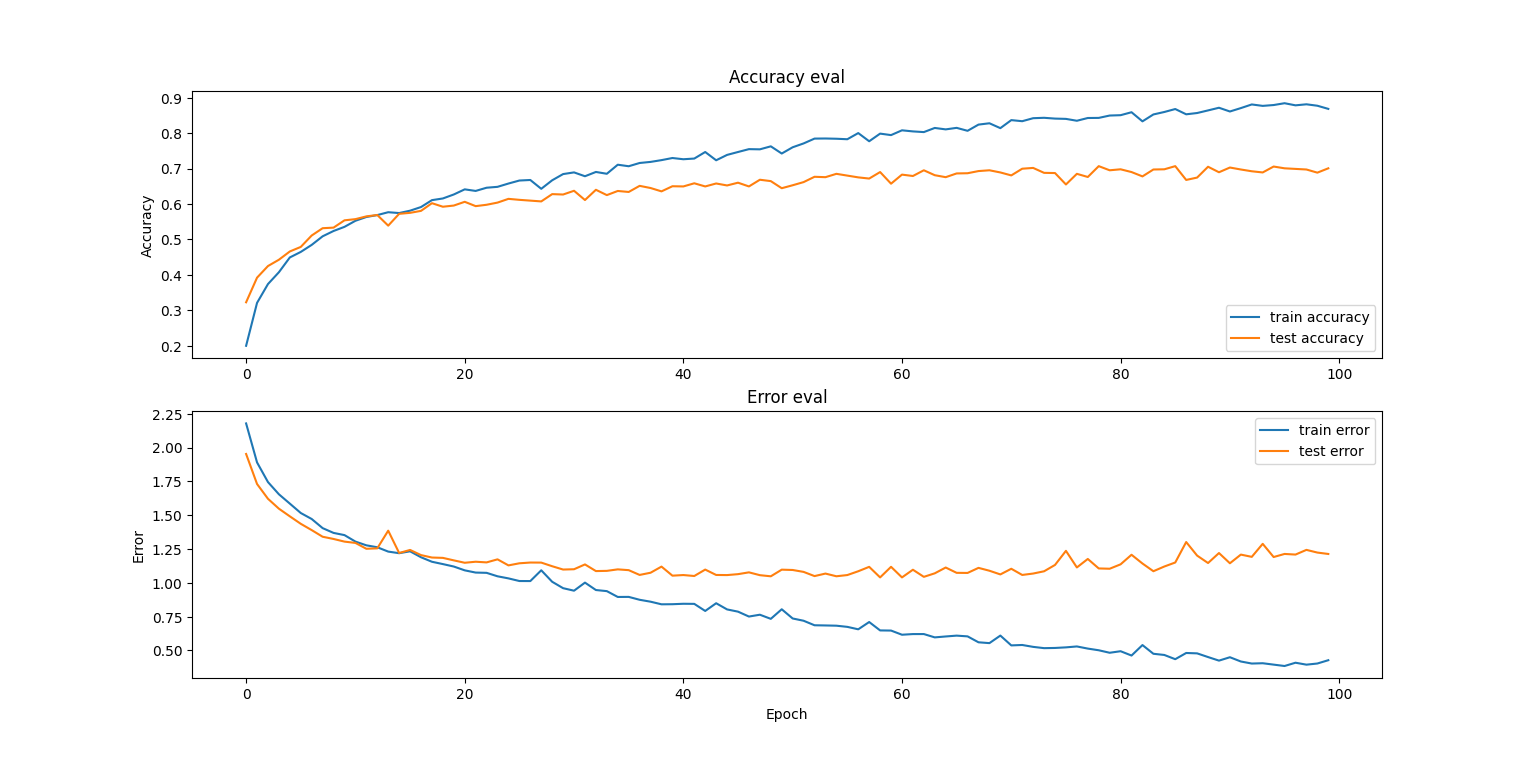 Accuracy eval
0.9
0.8
0.7
0.6
0.5
0.4
0.3
0.2
Accuracy
train accuracy
test accuracy
0 20 40 60 80 100
Error eval
2.25
2.00
1.75
1.50
1.25
1.00
0.75
0.50
Error
train error
test error
0 20 40 60 80 100
Epoch